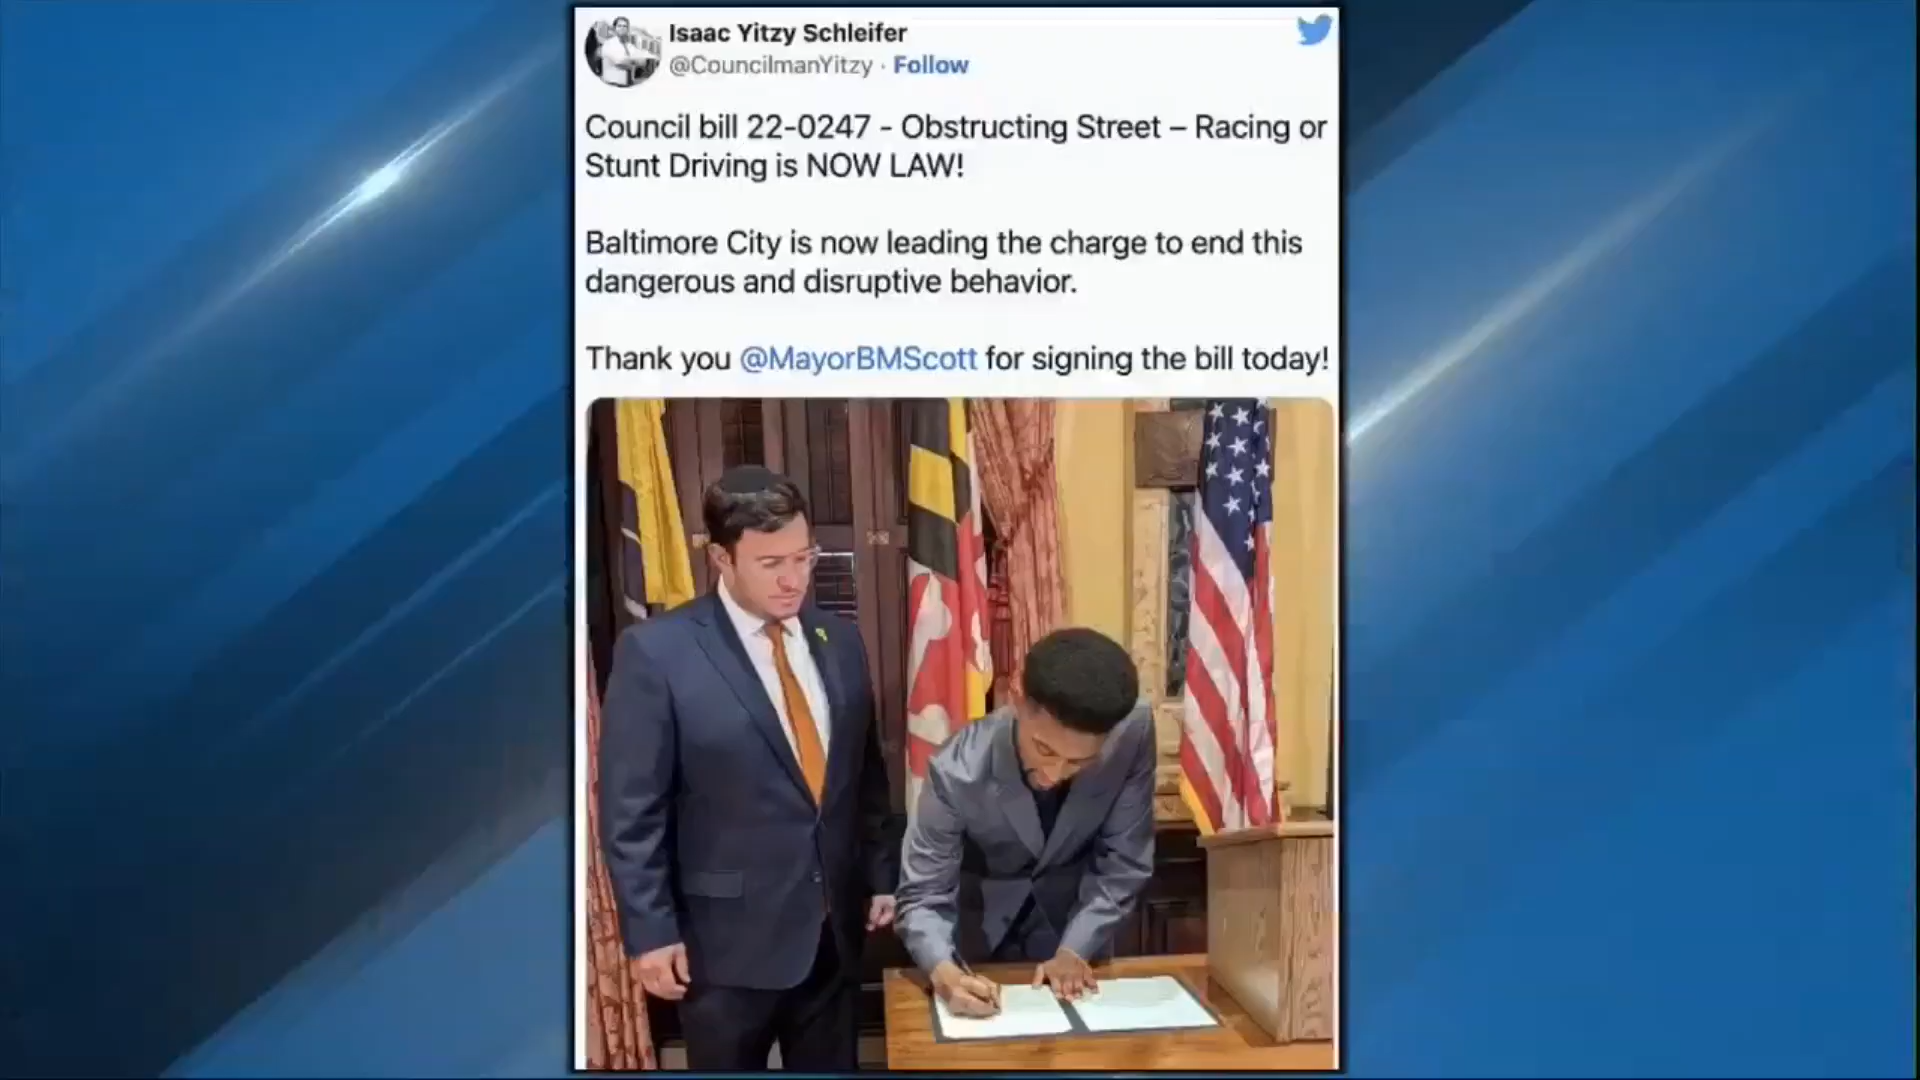 Isaac Yitzy Schleifer
@CouncilmanYitzy · Follow
Council bill 22-0247 - Obstructing Street – Racing or
Stunt Driving is NOW LAW!
Baltimore City is now leading the charge to end this
dangerous and disruptive behavior.
Thank you @MayorBMScott for signing the bill today!